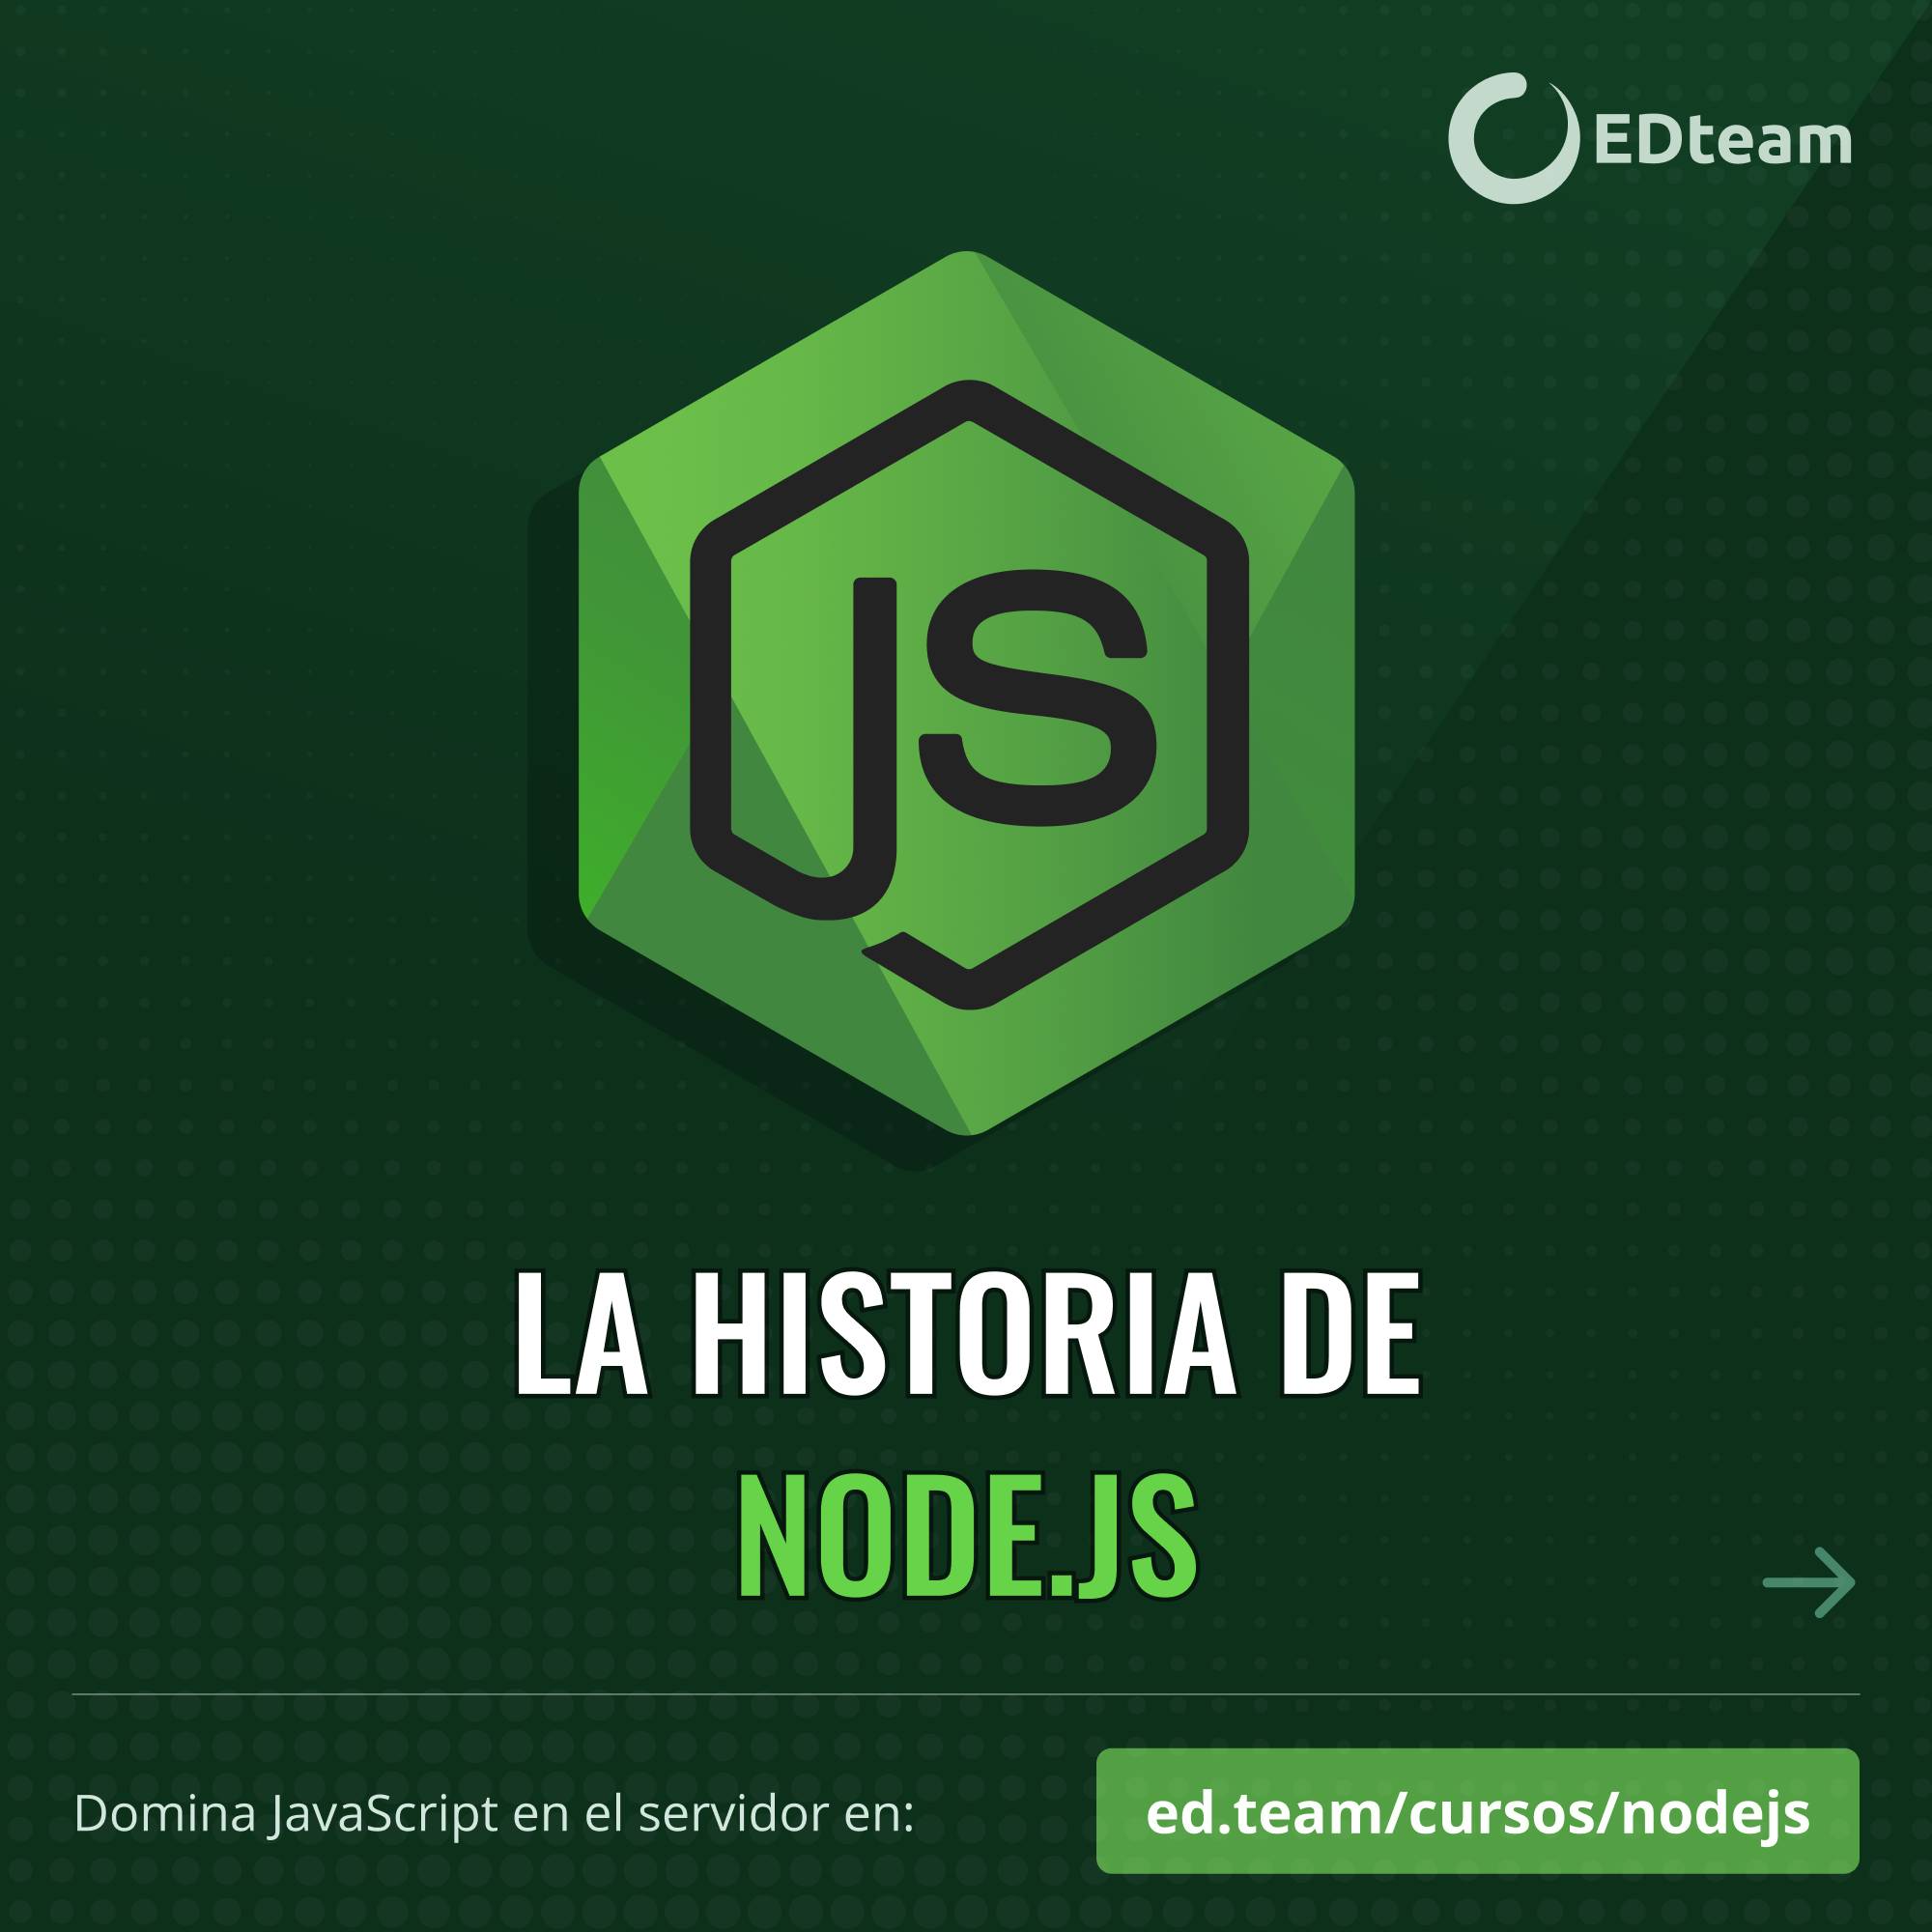 EDteam
JS
LA HISTORIA DE
NODE.JS
Domina JavaScript en el servidor en:
ed.team/cursos/nodejs